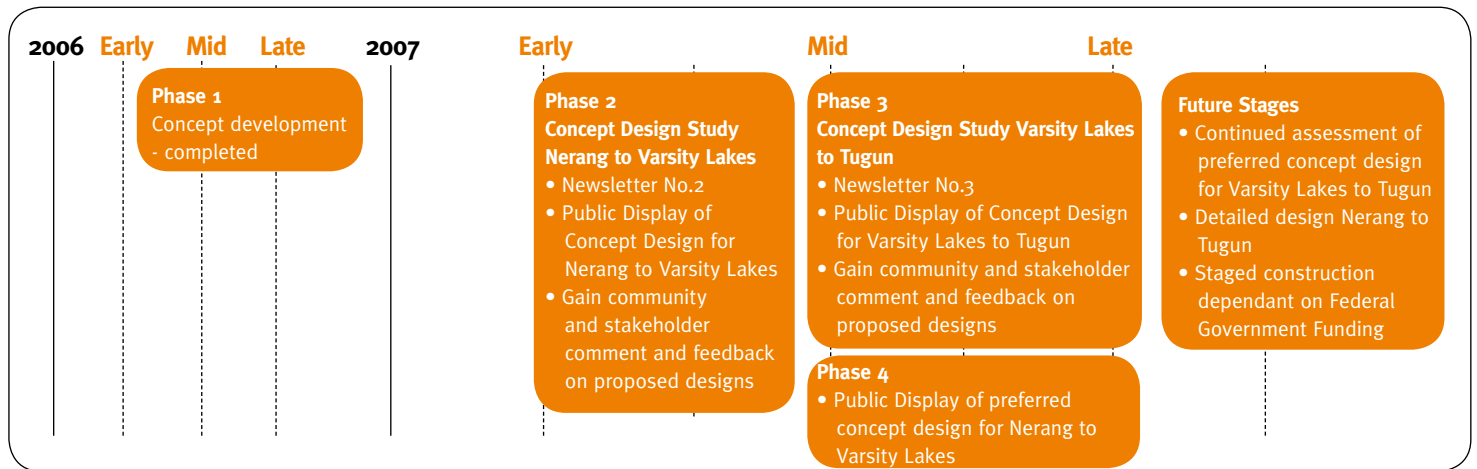 2006 Early Mid Late 2007 Early Mid Late
Phase 1
Concept development
- completed
Phase 2
Concept Design Study
Nerang to Varsity Lakes
• Newsletter No.2
• Public Display of
Concept Design for
Nerang to Varsity Lakes
• Gain community
and stakeholder
comment and feedback
on proposed designs
Phase 3
Concept Design Study Varsity Lakes
to Tugun
• Newsletter No.3
• Public Display of Concept Design
for Varsity Lakes to Tugun
• Gain community and stakeholder
comment and feedback on
proposed designs
Phase 4
• Public Display of preferred
concept design for Nerang to
Varsity Lakes
Future Stages
• Continued assessment of
preferred concept design
for Varsity Lakes to Tugun
• Detailed design Nerang to
Tugun
• Staged construction
dependant on Federal
Government Funding